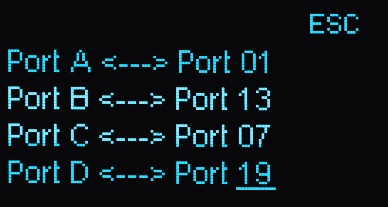 ESC
Port A <---> Port 01
Port B <---> Port 13
Port C <---> Port 07
Port D <---> Port 19